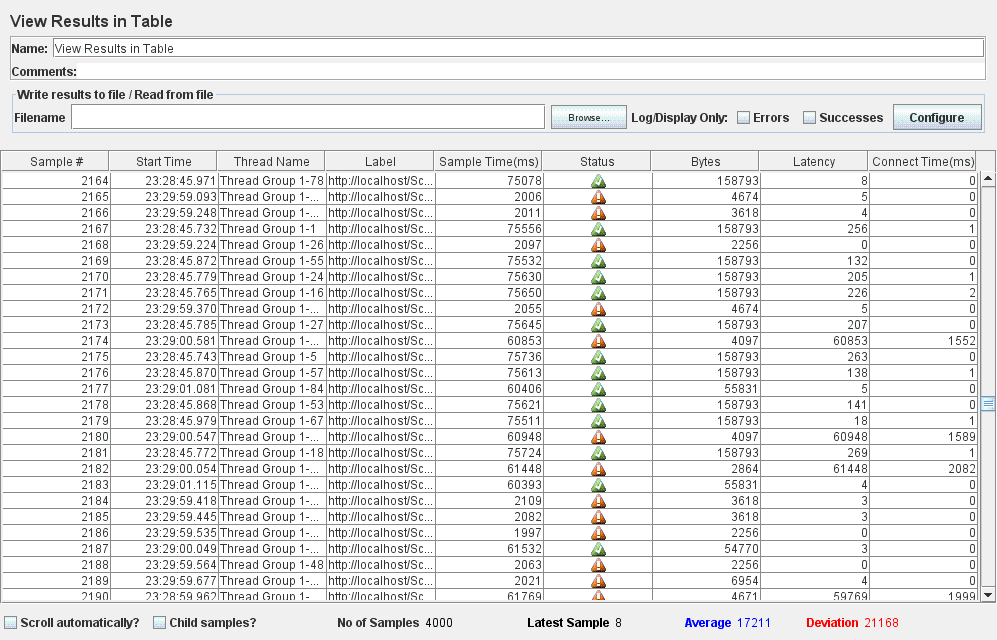 View Results in Table
Name: View Results in Table
Comments:
Write results to file / Read from file
Filename Browse... Log/Display Only: Errors Successes Configure
Sample # Start Time Thread Name Label Sample Time(ms) Status Bytes Latency Connect Time(ms)
2164 23:28:45.971 Thread Group 1-78 http://localhost/Sc... 75078 158793 8 0
2165 23:29:59.093 Thread Group 1-... http://localhost/Sc... 2006 4674 5 0
2166 23:29:59.248 Thread Group 1-... http://localhost/Sc... 2011 3618 4 0
2167 23:28:45.732 Thread Group 1-1 http://localhost/Sc... 75556 158793 256 1
2168 23:29:59.224 Thread Group 1-26 http://localhost/Sc... 2097 2256 0 0
2169 23:28:45.872 Thread Group 1-55 http://localhost/Sc... 75532 158793 132 0
2170 23:28:45.779 Thread Group 1-24 http://localhost/Sc... 75630 158793 205 1
2171 23:28:45.765 Thread Group 1-16 http://localhost/Sc... 75650 158793 226 2
2172 23:29:59.370 Thread Group 1-... http://localhost/Sc... 2055 4674 5 0
2173 23:28:45.785 Thread Group 1-27 http://localhost/Sc... 75645 158793 207 0
2174 23:29:00.581 Thread Group 1-... http://localhost/Sc... 60853 4097 60853 1552
2175 23:28:45.743 Thread Group 1-5 http://localhost/Sc... 75736 158793 263 0
2176 23:28:45.870 Thread Group 1-57 http://localhost/Sc... 75613 158793 138 1
2177 23:29:01.081 Thread Group 1-84 http://localhost/Sc... 60406 55831 5 0
2178 23:28:45.868 Thread Group 1-53 http://localhost/Sc... 75621 158793 141 0
2179 23:28:45.979 Thread Group 1-67 http://localhost/Sc... 75511 158793 18 1
2180 23:29:00.547 Thread Group 1-... http://localhost/Sc... 60948 4097 60948 1589
2181 23:28:45.772 Thread Group 1-18 http://localhost/Sc... 75724 158793 269 1
2182 23:29:00.054 Thread Group 1-... http://localhost/Sc... 61448 2864 61448 2082
2183 23:29:01.115 Thread Group 1-... http://localhost/Sc... 60393 55831 4 0
2184 23:29:59.418 Thread Group 1-... http://localhost/Sc... 2109 3618 3 0
2185 23:29:59.445 Thread Group 1-... http://localhost/Sc... 2082 3618 3 0
2186 23:29:59.535 Thread Group 1-... http://localhost/Sc... 1997 2256 0 0
2187 23:29:00.049 Thread Group 1-... http://localhost/Sc... 61532 54770 3 0
2188 23:29:59.564 Thread Group 1-48 http://localhost/Sc... 2063 2256 0 0
2189 23:29:59.677 Thread Group 1-... http://localhost/Sc... 2021 6954 4 0
2190 23:28:59.962 Thread Group 1- http://localhost/Sc 61769 4671 59769 1999
Scroll automatically? Child samples? No of Samples 4000 Latest Sample 8 Average 17211 Deviation 21168